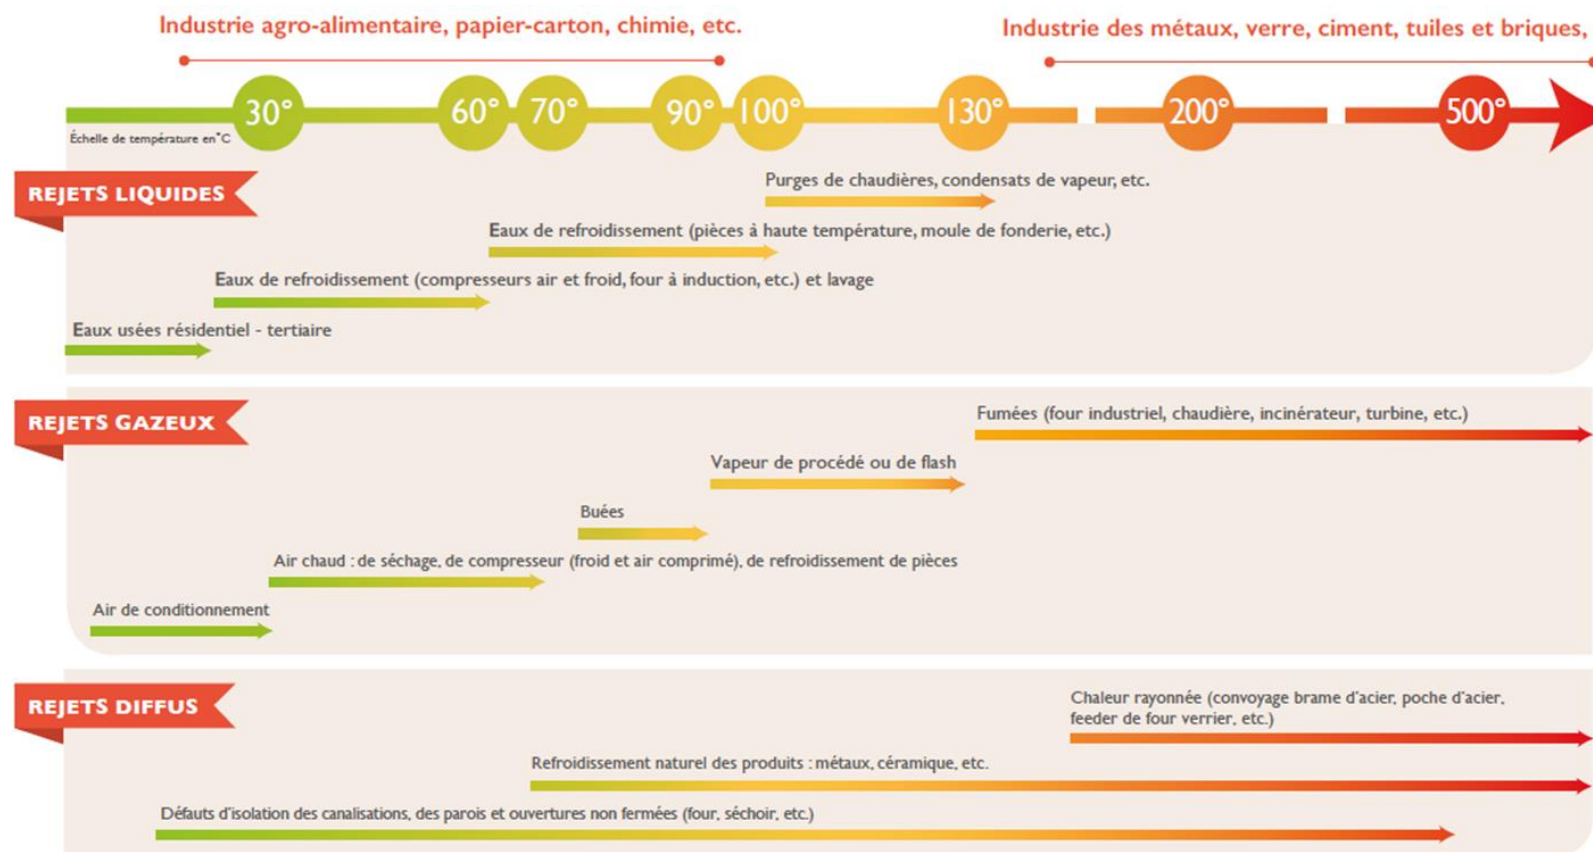 Industrie agro-alimentaire, papier-carton, chimie, etc.
Industrie des métaux, verre, ciment, tuiles et briques,
30° 60° 70° 90° 100° 130° 200° 500°
Échelle de température en°C
REJETS LIQUIDES
Purges de chaudières, condensats de vapeur, etc.
Eaux de refroidissement (pièces à haute température, moule de fonderie, etc.)
Eaux de refroidissement (compresseurs air et froid, four à induction, etc.) et lavage
Eaux usées résidentiel - tertiaire
REJETS GAZEUX
Fumées (four industriel, chaudière, incinérateur, turbine, etc.)
Vapeur de procédé ou de flash
Buées
Air chaud : de séchage, de compresseur (froid et air comprimé), de refroidissement de pièces
Air de conditionnement
REJETS DIFFUS
Chaleur rayonnée (convoyage brame d'acier, poche d'acier,
feeder de four verrier, etc.)
Refroidissement naturel des produits : métaux, céramique, etc.
Défauts d'isolation des canalisations, des parois et ouvertures non fermées (four, séchoir, etc.)